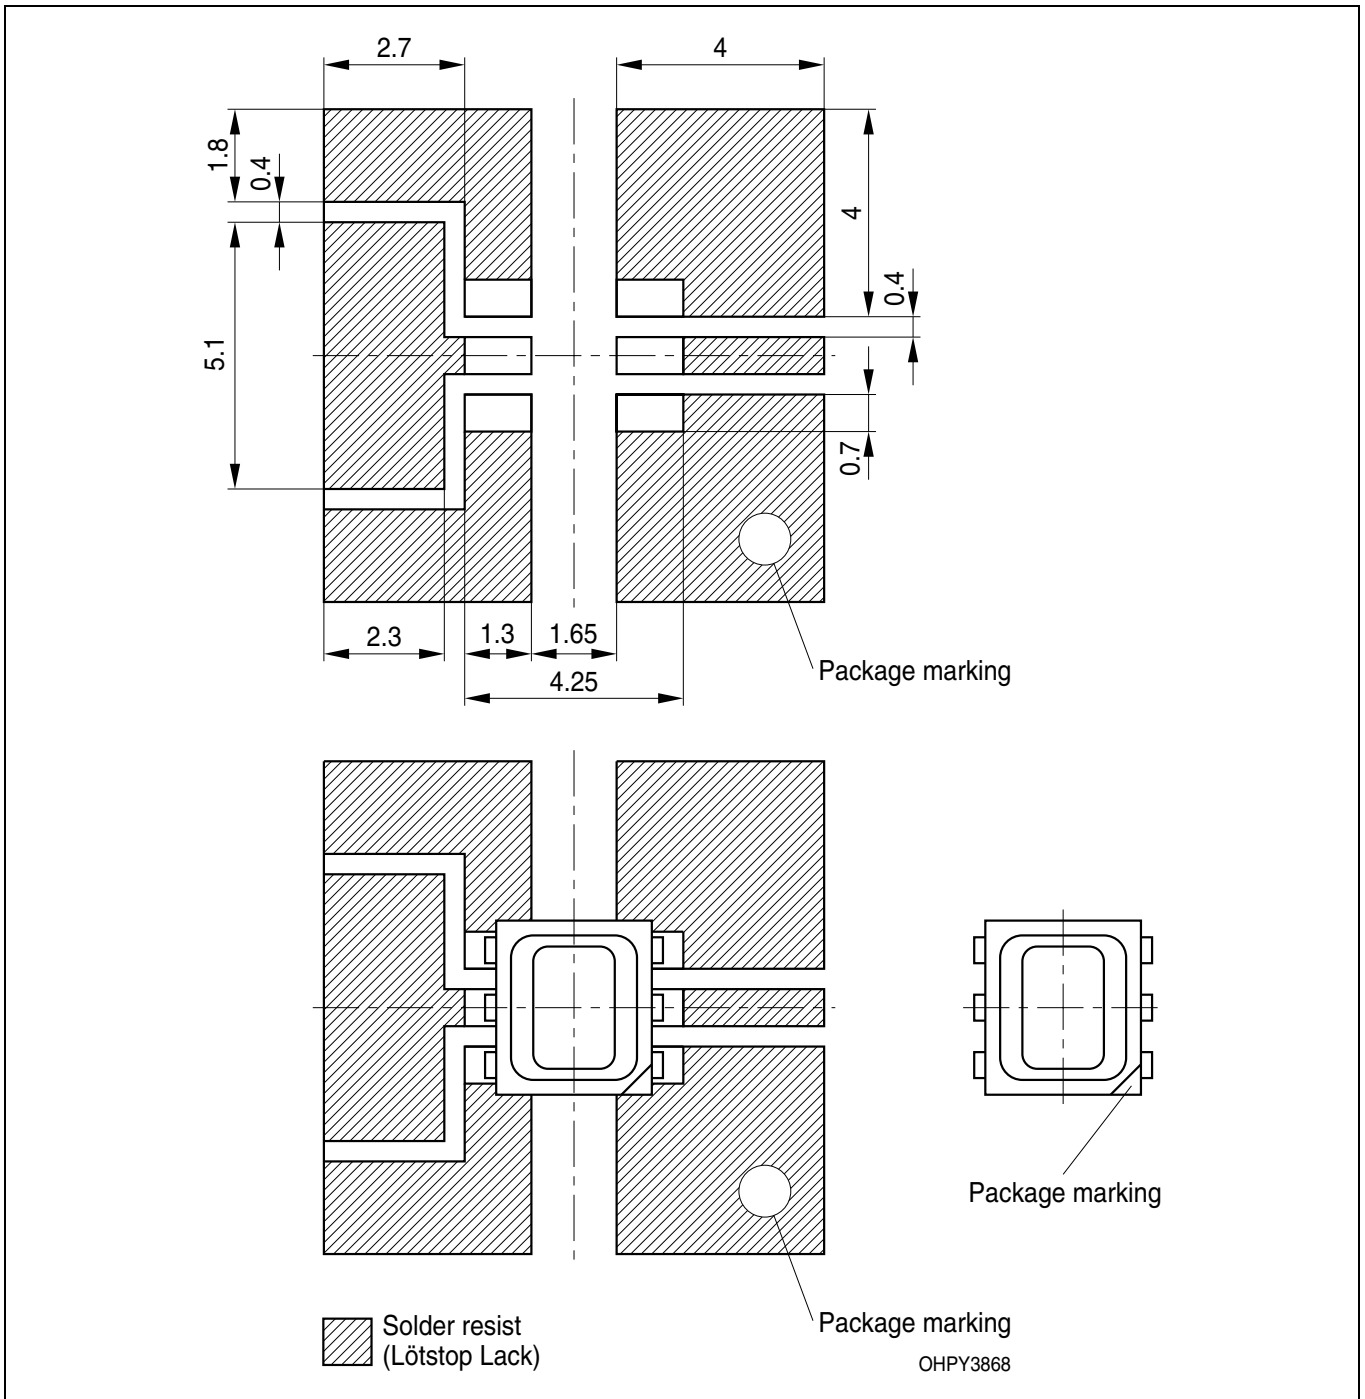 2.7
4
1.8
0.4
4
0.4
5.1
0.7
2.3
1.3
1.65
4.25
Package marking
Package marking
Package marking
Solder resist
(Lötstop Lack)
OHPY3868